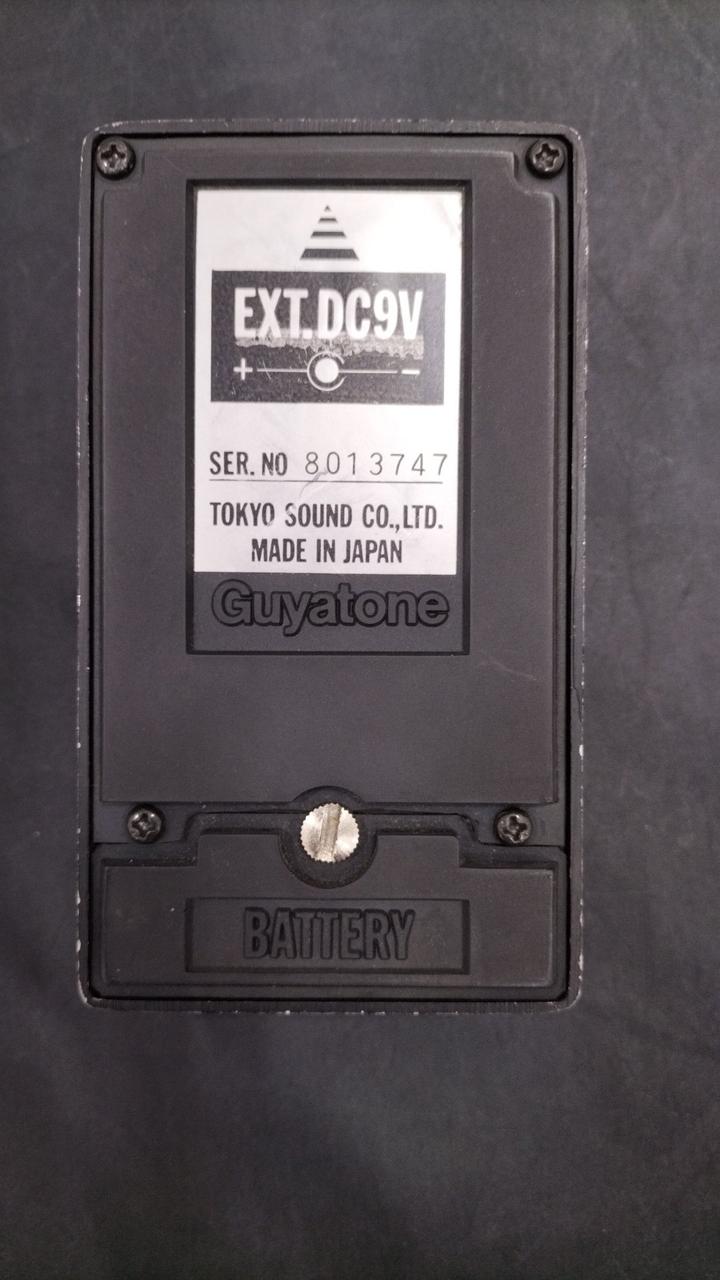 EXT.DC9V
+ -
SER. NO 8013747
TOKYO SOUND CO.,LTD.
MADE IN JAPAN
Guyatone
BATTERY